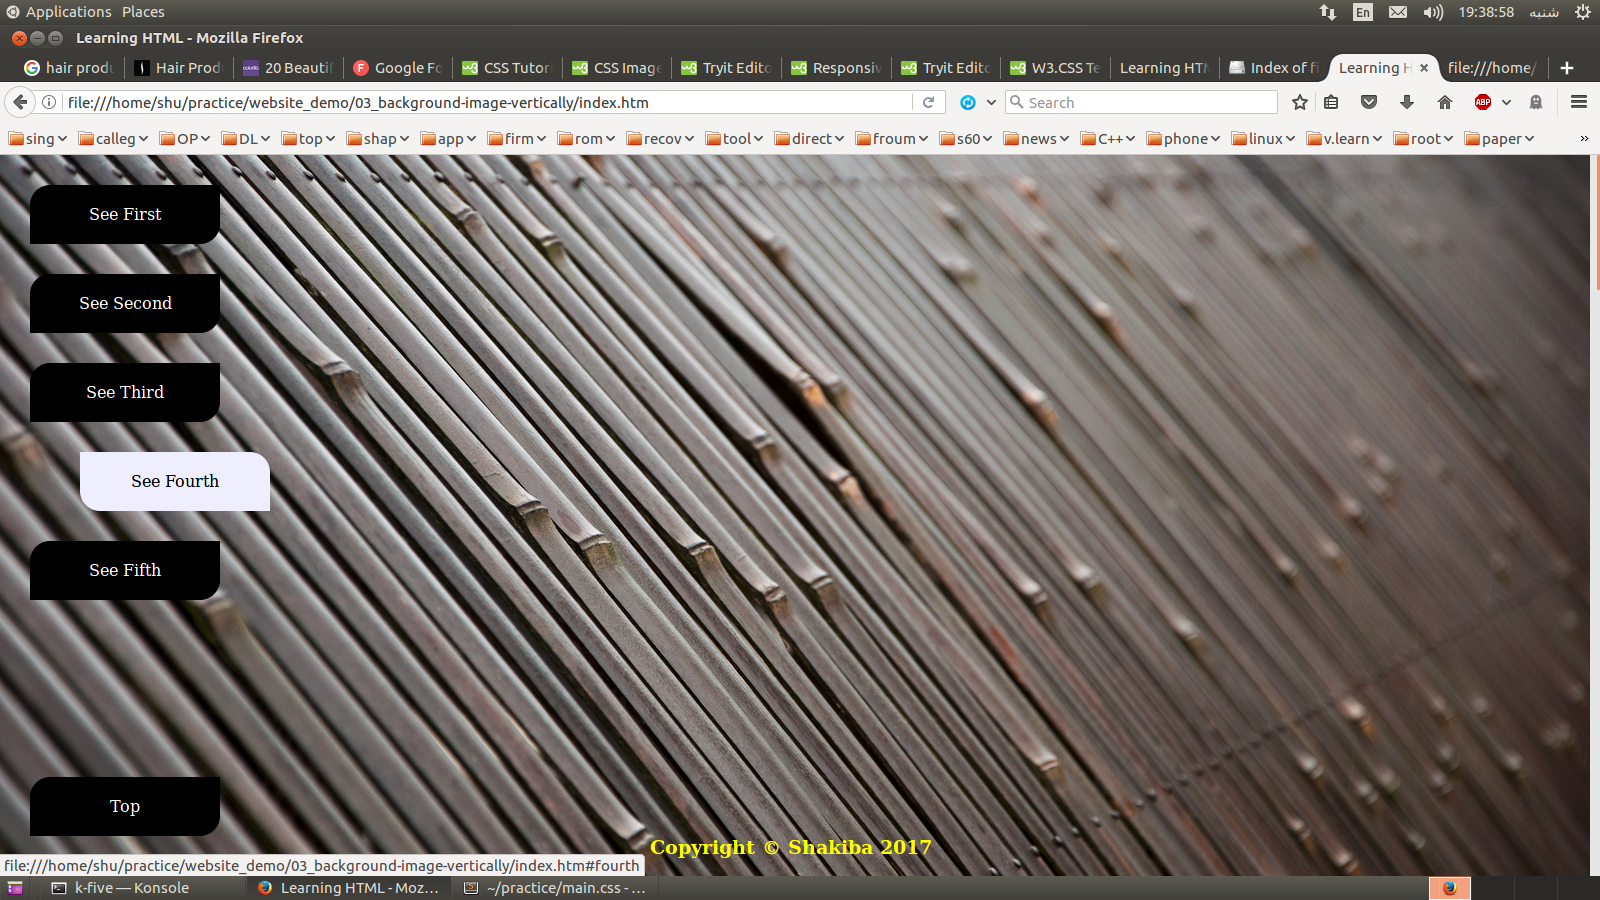 Applications Places
En 19:38:58 شنبه
Learning HTML - Mozilla Firefox
hair produ Hair Prod 20 Beautif Google Fo CSS Tutori CSS Image Tryit Edito Responsiv Tryit Edito W3.CSS Te Learning HTM Index of fi Learning H file:///home/
file:///home/shu/practice/website_demo/03_background-image-vertically/index.htm Search ABP
sing calleg OP DL top shap app firm rom recov tool direct froum s60 news C++ phone linux v.learn root paper »
See First
See Second
See Third
See Fourth
See Fifth
Top
Copyright © Shakiba 2017
file:///home/shu/practice/website_demo/03_background-image-vertically/index.htm#fourth
k-five — Konsole Learning HTML - Moz... ~/practice/main.css - ...